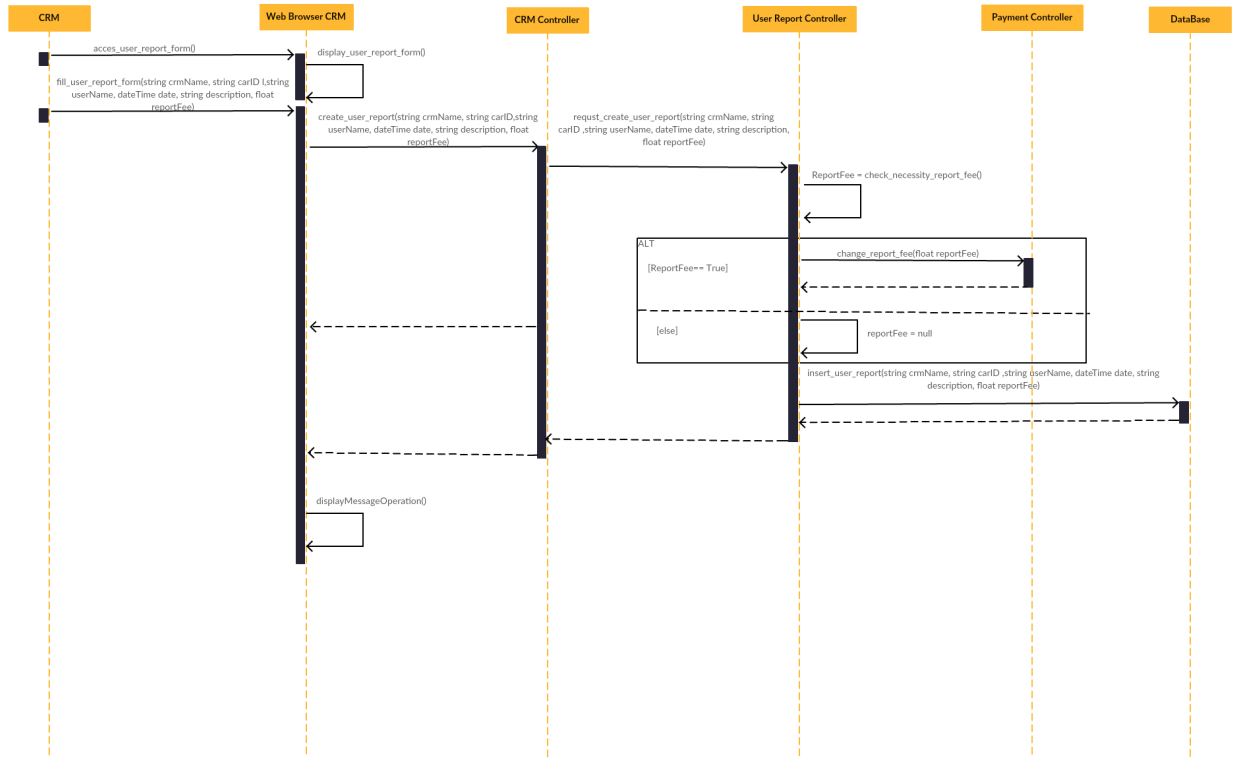 CRM
Web Browser CRM
CRM Controller
User Report Controller
Payment Controller
DataBase
acces_user_report_form()
display_user_report_form()
fill_user_report_form(string crmName, string carID l,string
userName, dateTime date, string description, float
reportFee)
create_user_report(string crmName, string carID,string
userName, dateTime date, string description, float
reportFee)
requst_create_user_report(string crmName, string
carID ,string userName, dateTime date, string description,
float reportFee)
ReportFee = check_necessity_report_fee()
ALT
change_report_fee(float reportFee)
[ReportFee== True]
[else]
reportFee = null
insert_user_report(string crmName, string carID ,string userName, dateTime date, string
description, float reportFee)
displayMessageOperation()